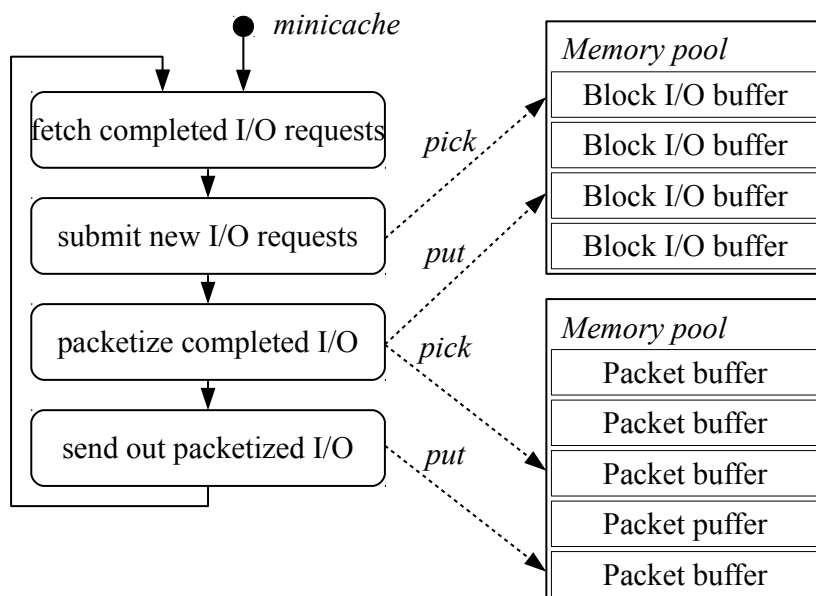 minicache
fetch completed I/O requests
submit new I/O requests
packetize completed I/O
send out packetized I/O
pick
put
pick
put
Memory pool
Block I/O buffer
Block I/O buffer
Block I/O buffer
Block I/O buffer
Memory pool
Packet buffer
Packet buffer
Packet buffer
Packet puffer
Packet buffer